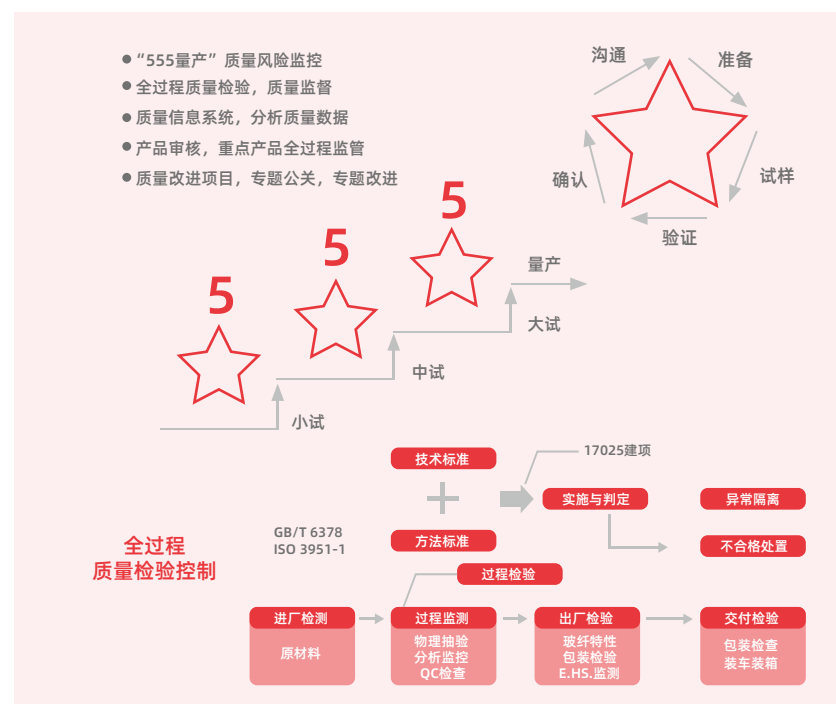 “555量产”质量风险监控
全过程质量检验，质量监督
质量信息系统，分析质量数据
产品审核，重点产品全过程监管
质量改进项目，专题公关，专题改进
沟通
准备
试样
验证
确认
5
5
5
量产
大试
中试
小试
技术标准
17025建项
实施与判定
异常隔离
GB/T 6378
ISO 3951-1
方法标准
不合格处置
全过程
质量检验控制
过程检验
进厂检测
原材料
过程监测
物理抽验
分析监控
QC检查
出厂检验
玻纤特性
包装检验
E.HS.监测
交付检验
包装检查
装车装箱